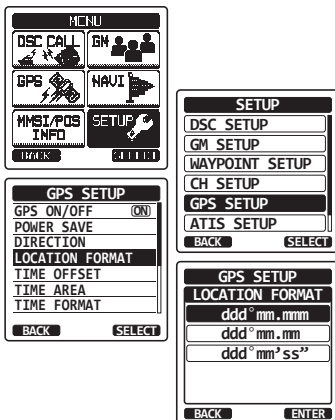 MENU
DSC CALL GM
GPS NAVI
MMSI/POS INFO SETUP
BACK SELECT
SETUP
DSC SETUP
GM SETUP
WAYPOINT SETUP
CH SETUP
GPS SETUP
ATIS SETUP
BACK SELECT
GPS SETUP
GPS ON/OFF ON
POWER SAVE
DIRECTION
LOCATION FORMAT
TIME OFFSET
TIME AREA
TIME FORMAT
BACK SELECT
GPS SETUP
LOCATION FORMAT
ddd°mm.mmm
ddd°mm.mm
ddd°mm’ss”
BACK ENTER